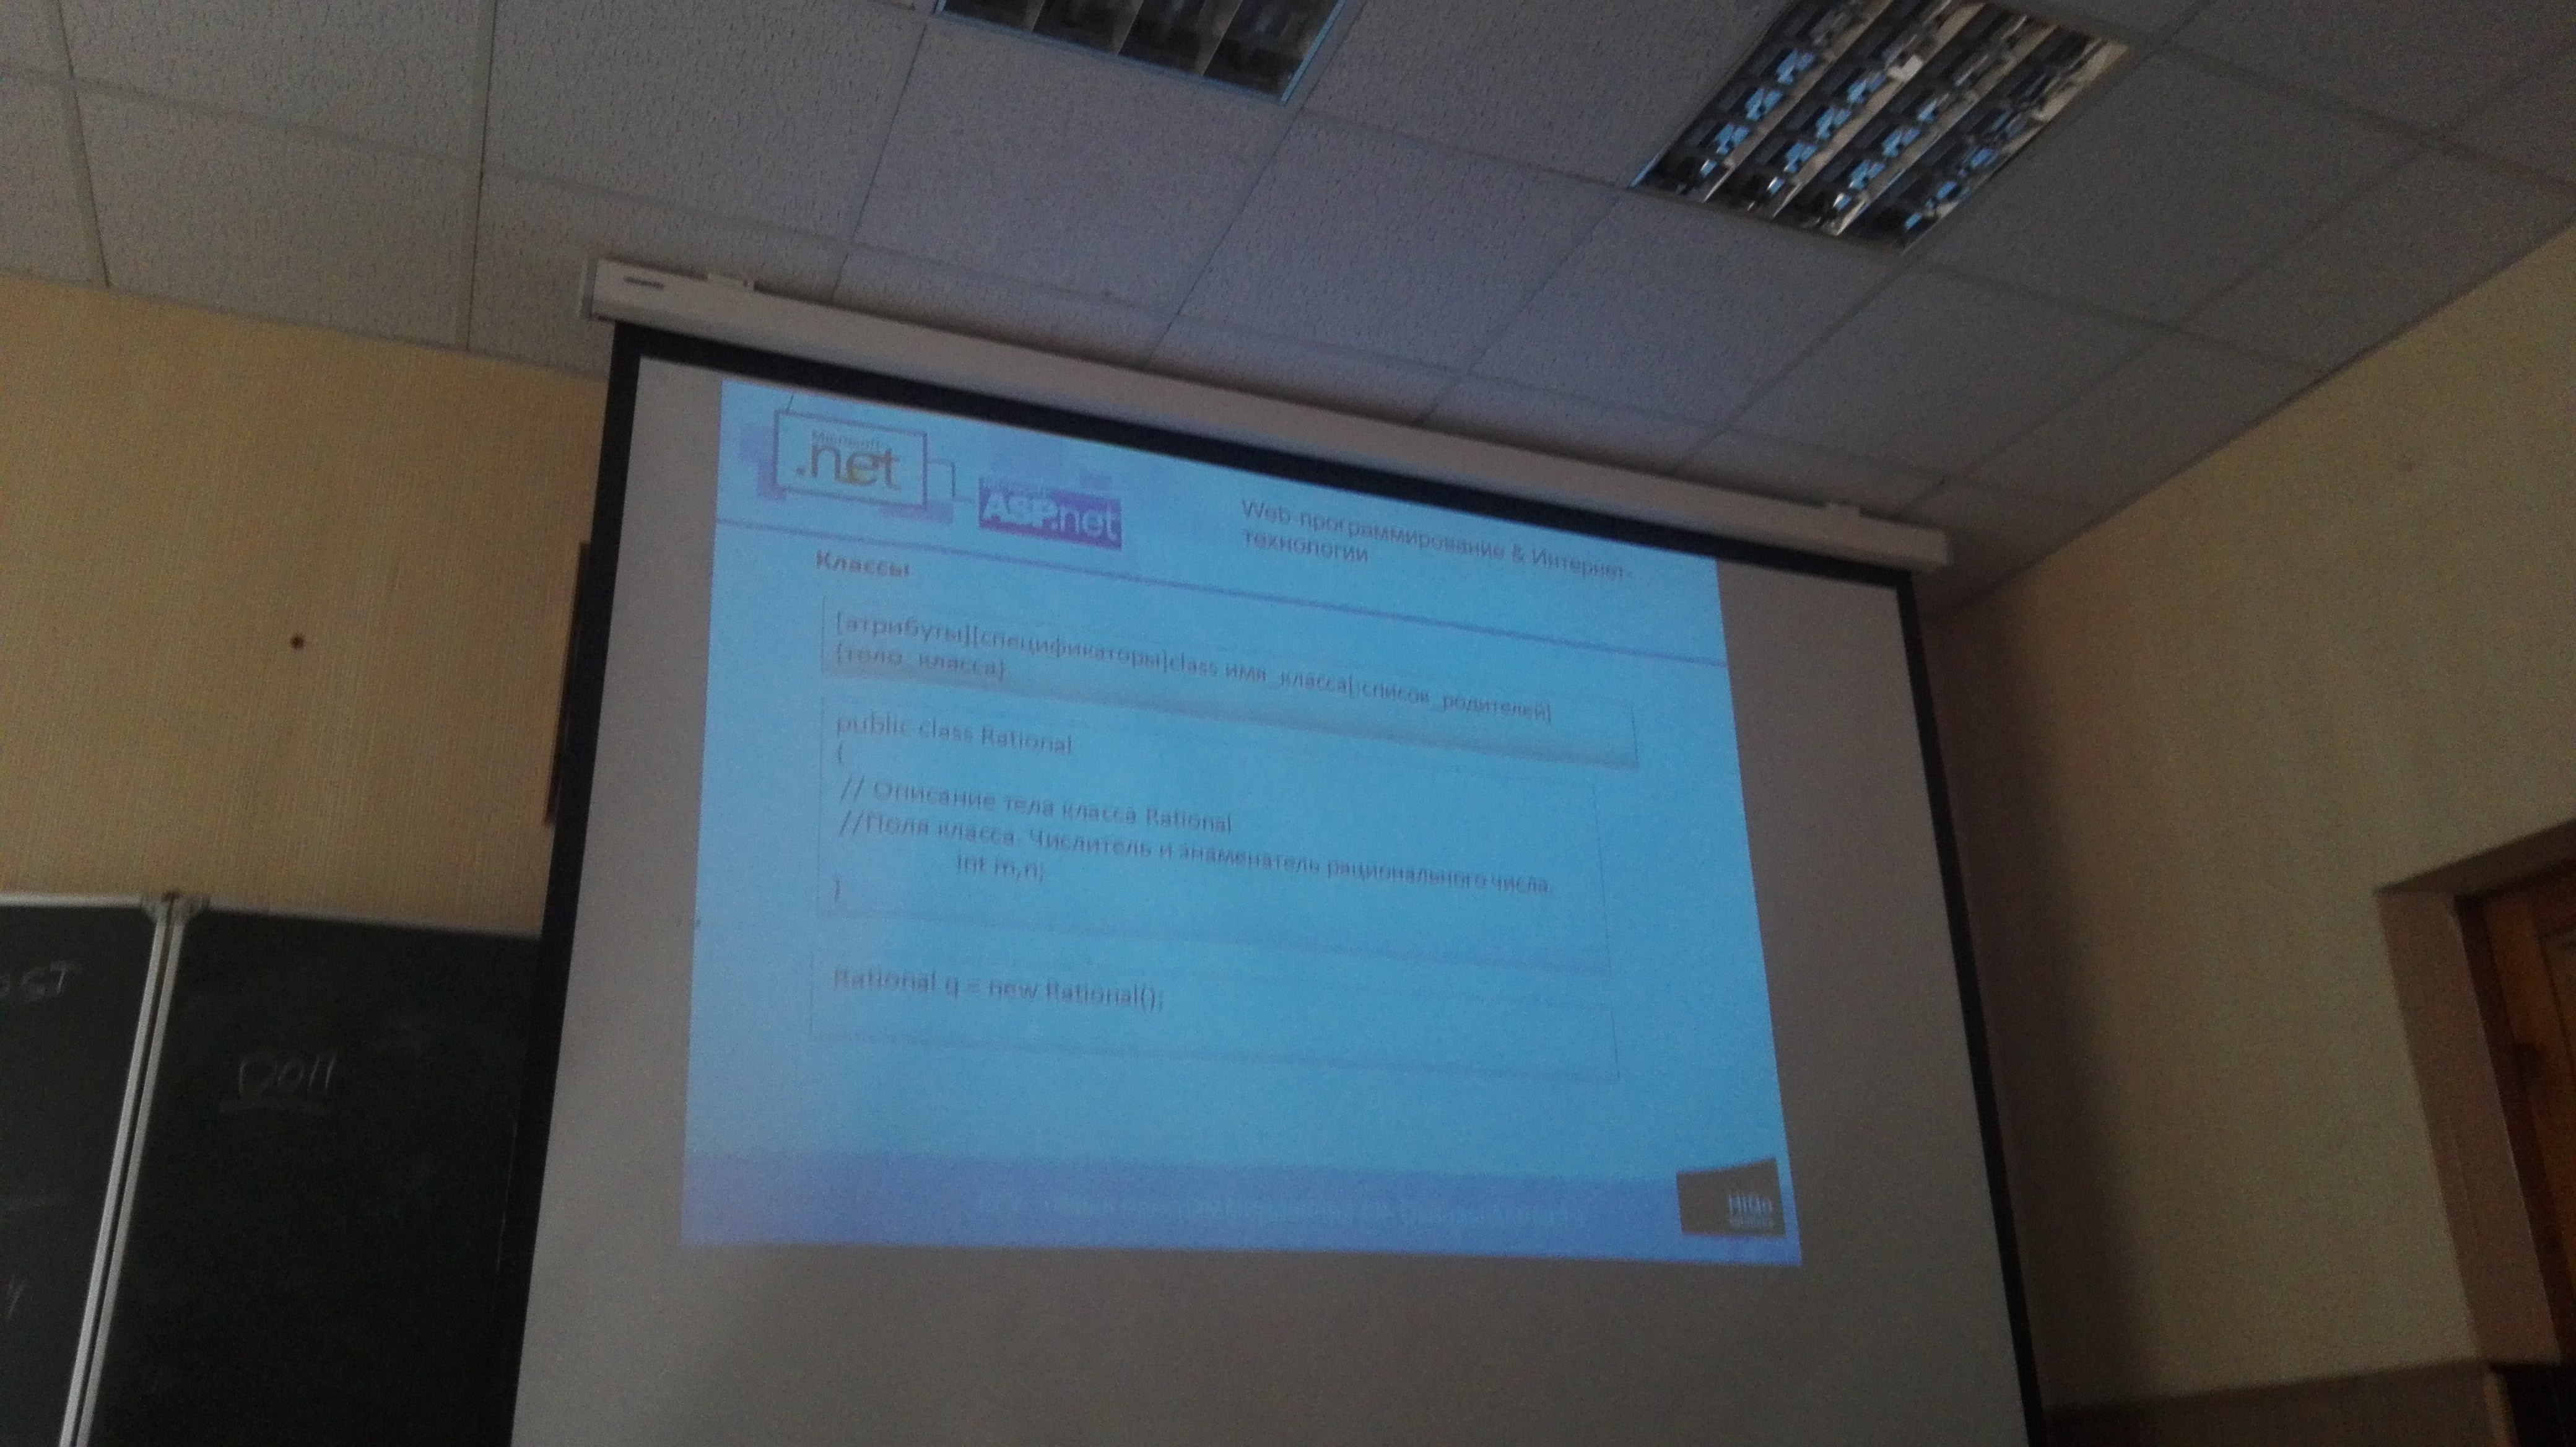 Microsoft
.net
ASP.net
Web-программирование & Интернет-
технологии
Классы
[атрибуты][спецификаторы]class имя_класса[:список_родителей]
{тело_класса}
public class Rational
{
// Описание тела класса Rational
//Поля класса. Числитель и знаменатель рационального числа.
int m,n;
}
Rational q = new Rational();